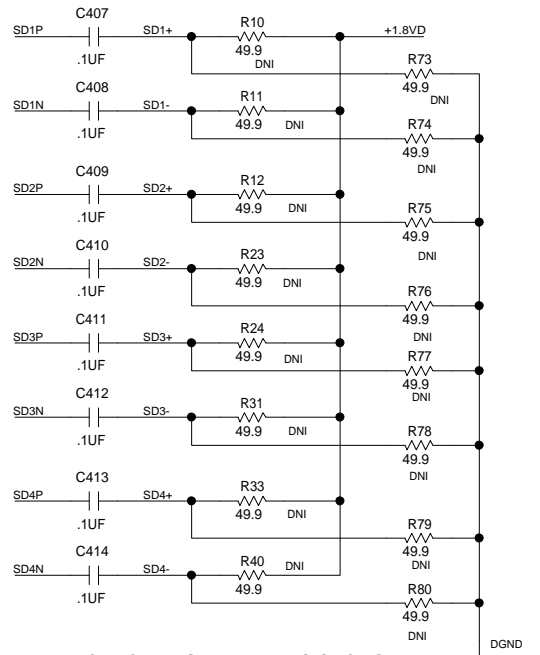 C407
SD1P SD1+ R10 +1.8VD
.1UF 49.9 DNI R73
49.9 DNI
C408
SD1N SD1- R11
.1UF 49.9 DNI R74
49.9
DNI
C409
SD2P SD2+ R12
.1UF 49.9 DNI R75
49.9
DNI
C410
SD2N SD2- R23
.1UF 49.9 DNI R76
49.9
DNI
C411
SD3P SD3+ R24
.1UF 49.9 DNI R77
49.9
DNI
C412
SD3N SD3- R31
.1UF 49.9 DNI R78
49.9
DNI
C413
SD4P SD4+ R33
.1UF 49.9 DNI R79
49.9
DNI
C414
SD4N SD4- R40 DNI
.1UF 49.9 R80
49.9
DNI
DGND